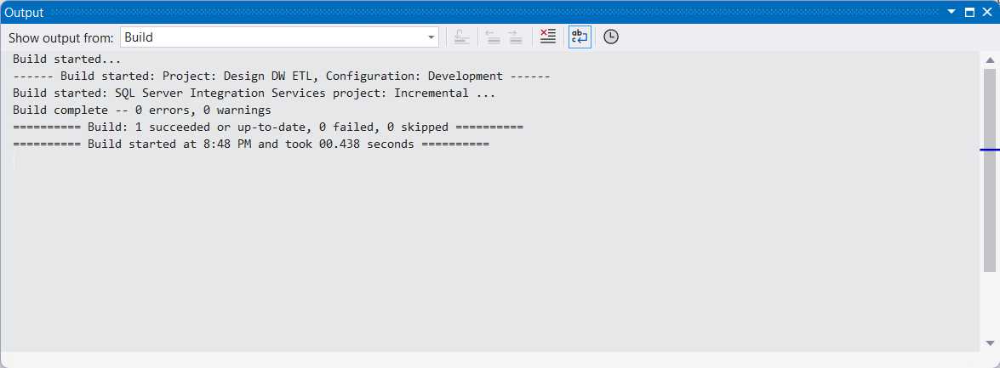 Output
Show output from: Build
ab
c
Build started...
------ Build started: Project: Design DW ETL, Configuration: Development ------
Build started: SQL Server Integration Services project: Incremental ...
Build complete -- 0 errors, 0 warnings
========== Build: 1 succeeded or up-to-date, 0 failed, 0 skipped ==========
========== Build started at 8:48 PM and took 00.438 seconds ==========